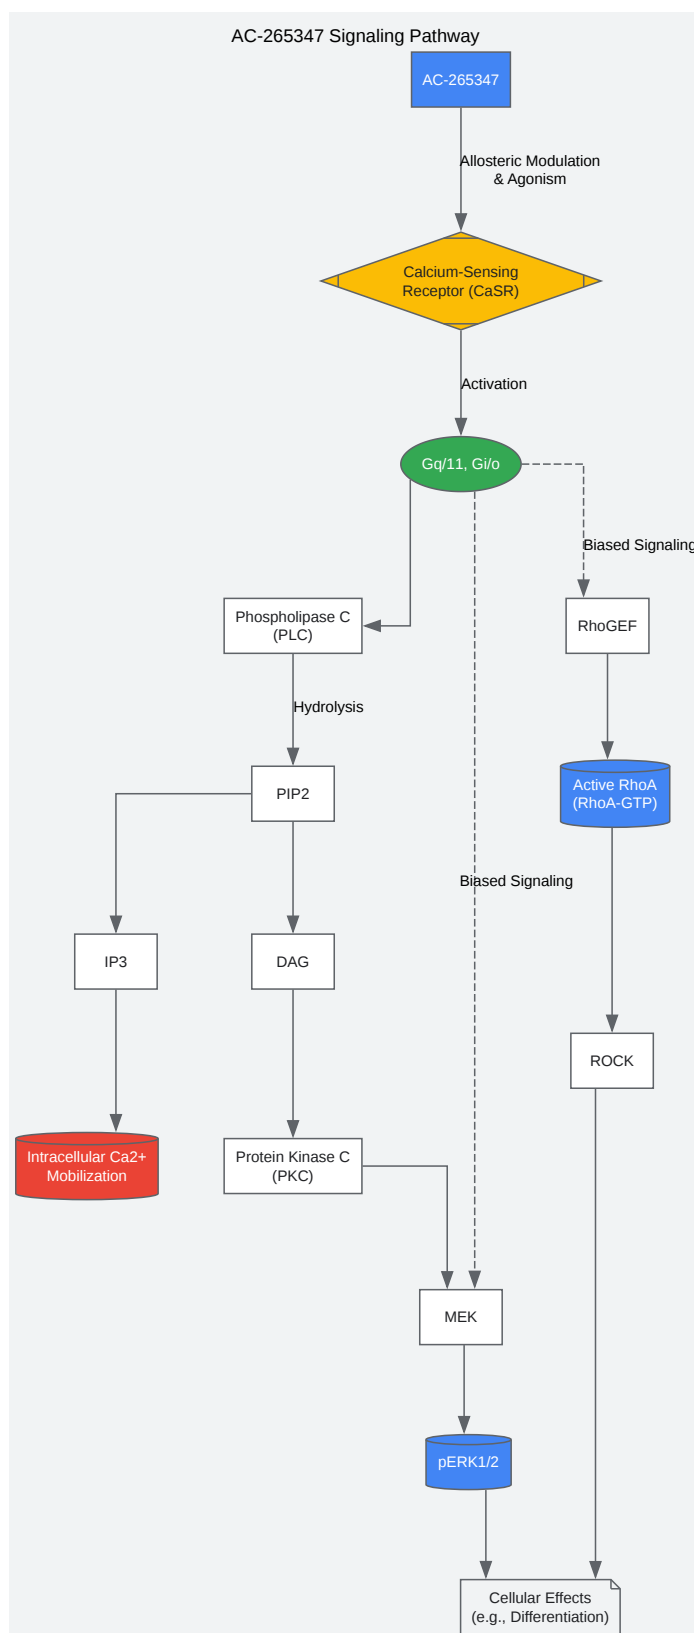 AC-265347 Signaling Pathway
AC-265347
Allosteric Modulation
& Agonism
Calcium-Sensing
Receptor (CaSR)
Activation
Gq/11, Gi/o
Biased Signaling
Phospholipase C
(PLC)
RhoGEF
Hydrolysis
PIP2
Active RhoA
(RhoA-GTP)
Biased Signaling
IP3
DAG
ROCK
Intracellular Ca2+
Mobilization
Protein Kinase C
(PKC)
MEK
pERK1/2
Cellular Effects
(e.g., Differentiation)